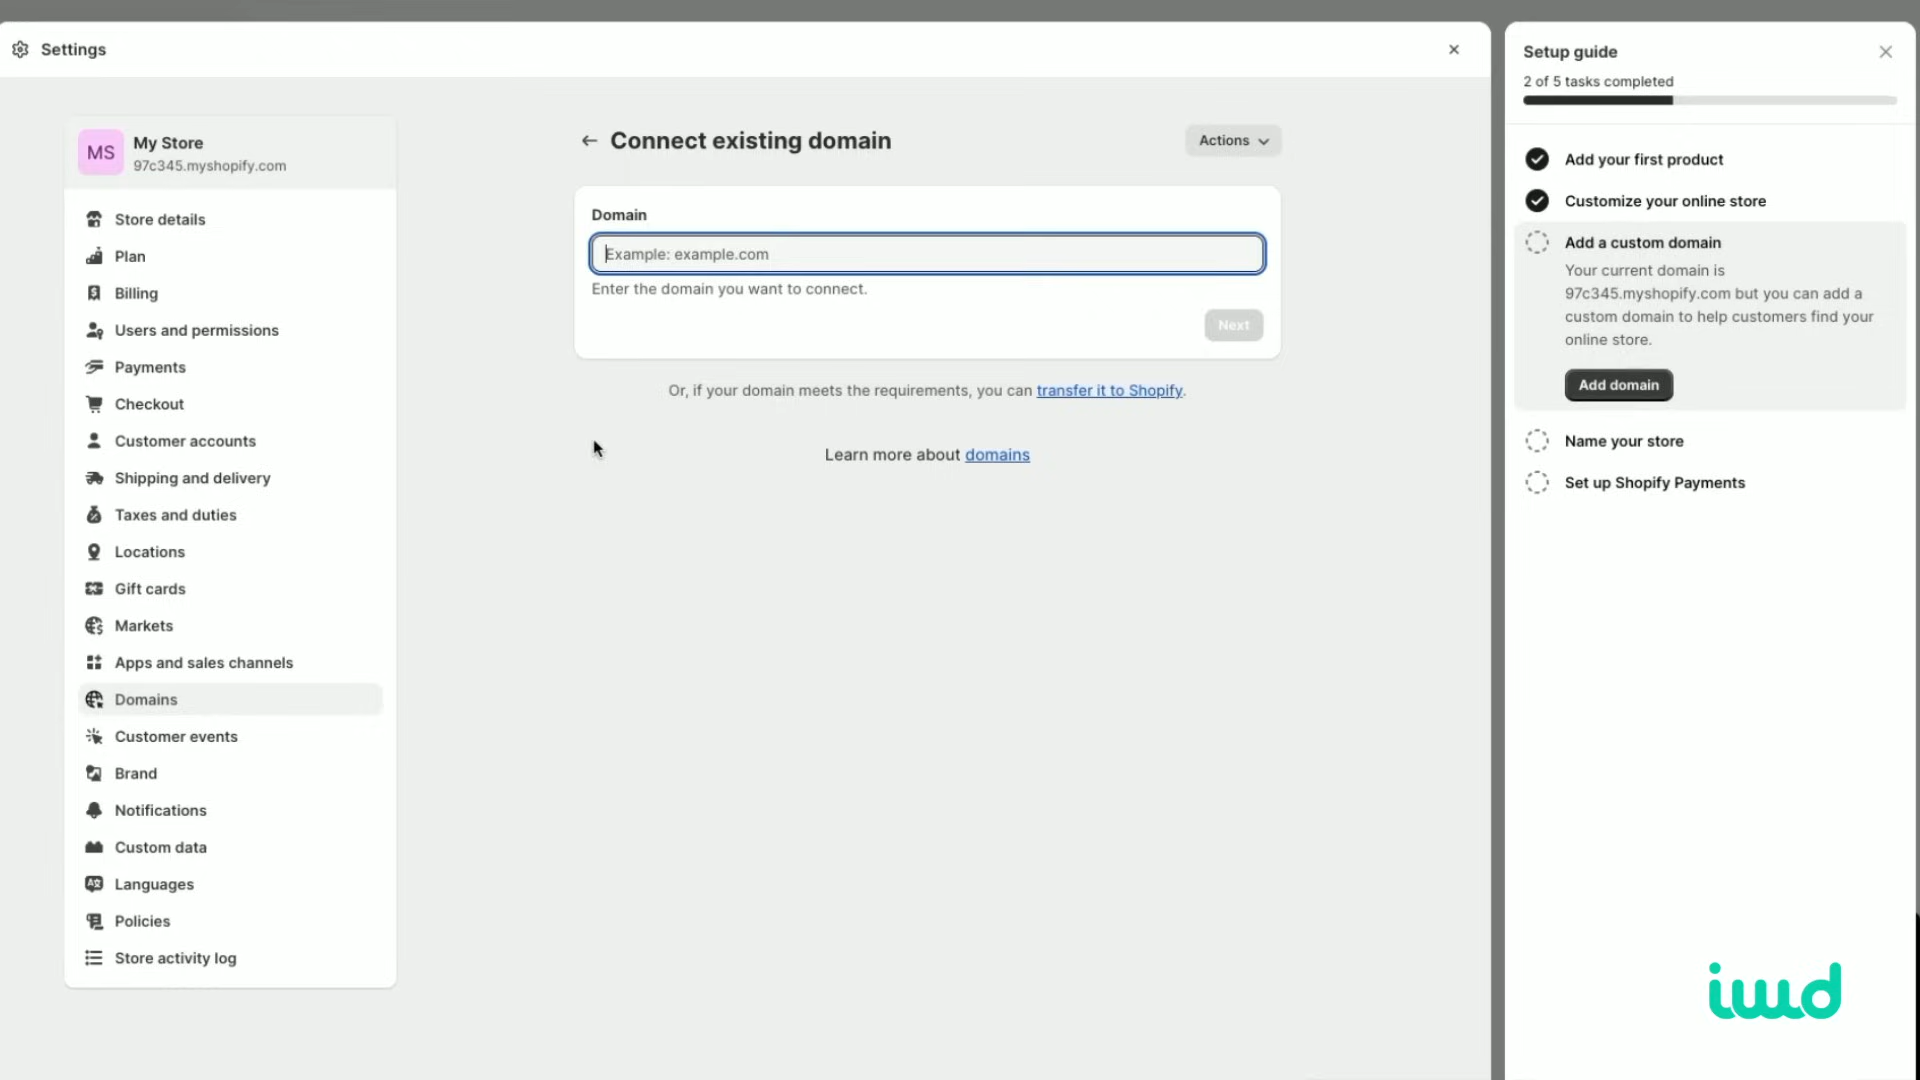 Settings
MS
My Store
97c345.myshopify.com
Store details
Plan
Billing
Users and permissions
Payments
Checkout
Customer accounts
Shipping and delivery
Taxes and duties
Locations
Gift cards
Markets
Apps and sales channels
Domains
Customer events
Brand
Notifications
Custom data
Languages
Policies
Store activity log
Connect existing domain
Actions
Domain
Example: example.com
Enter the domain you want to connect.
Next
Or, if your domain meets the requirements, you can transfer it to Shopify.
Learn more about domains
Setup guide
2 of 5 tasks completed
Add your first product
Customize your online store
Add a custom domain
Your current domain is
97c345.myshopify.com but you can add a
custom domain to help customers find your
online store.
Add domain
Name your store
Set up Shopify Payments
iwd